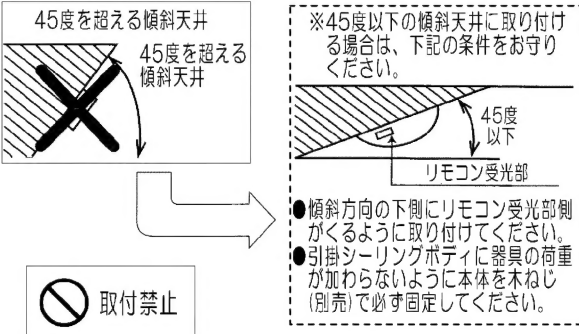 45度を超える傾斜天井
45度を超える
傾斜天井
取付禁止
※45度以下の傾斜天井に取り付け
る場合は、下記の条件をお守り
ください。
45度
以下
リモコン受光部
●傾斜方向の下側にリモコン受光部側
がくるように取り付けてください。
●引掛シーリングボディに器具の荷重
が加わらないように本体を木ねじ
(別売)で必ず固定してください。